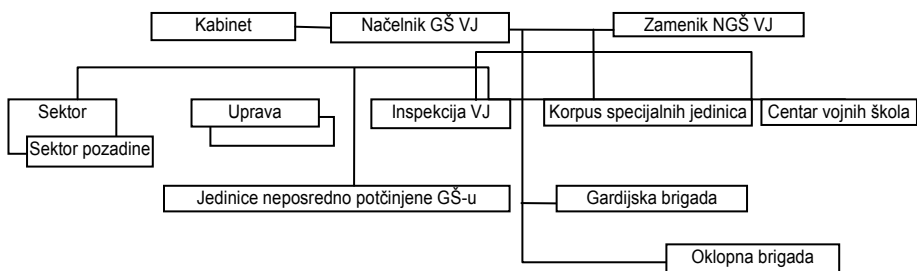 Kabinet
Načelnik GŠ VJ
Zamenik NGŠ VJ
Sektor
Uprava
Inspekcija VJ
Korpus specijalnih jedinica
Centar vojnih škola
Sektor pozadine
Jedinice neposredno potčinjene GŠ-u
Gardijska brigada
Oklopna brigada